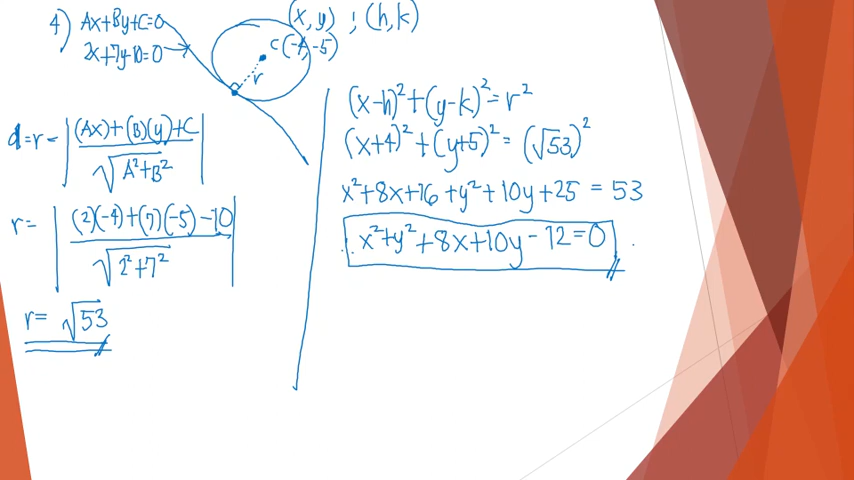 4) Ax+By+C=0
2x+7y-10=0
(x, y) ; (h, k)
C(-4,-5)
r
d=r= |(Ax)+(B)(y)+C / √A²+B²|
r= |(2)(-4)+(7)(-5)-10 / √2²+7²|
r= √53
(x-h)²+(y-k)²=r²
(x+4)²+(y+5)²=(√53)²
x²+8x+16+y²+10y+25=53
∴ x²+y²+8x+10y-12=0